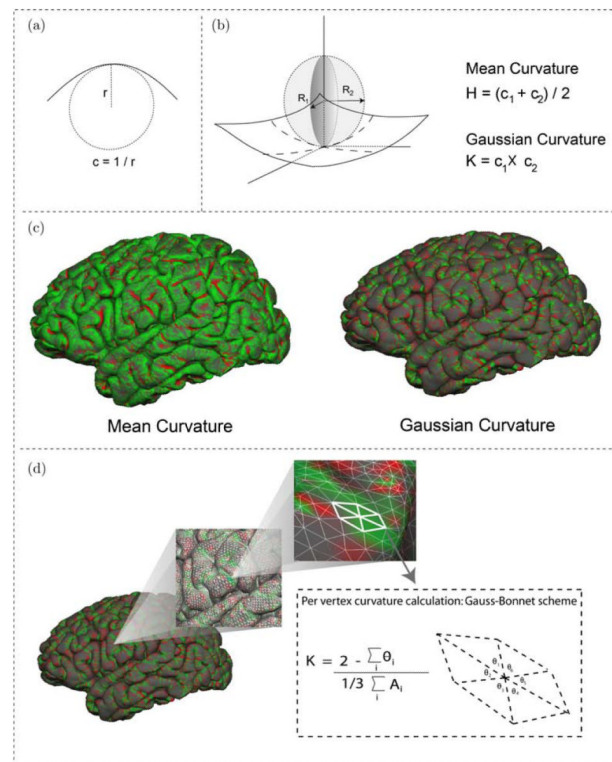 (a)
r
c = 1 / r
(b)
R₁
R₂
Mean Curvature
H = (c₁ + c₂) / 2
Gaussian Curvature
K = c₁X c₂
(c)
Mean Curvature
Gaussian Curvature
(d)
Per vertex curvature calculation: Gauss-Bonnet scheme
K = 2 - ∑θᵢ
i
1/3 ∑ Aᵢ
i